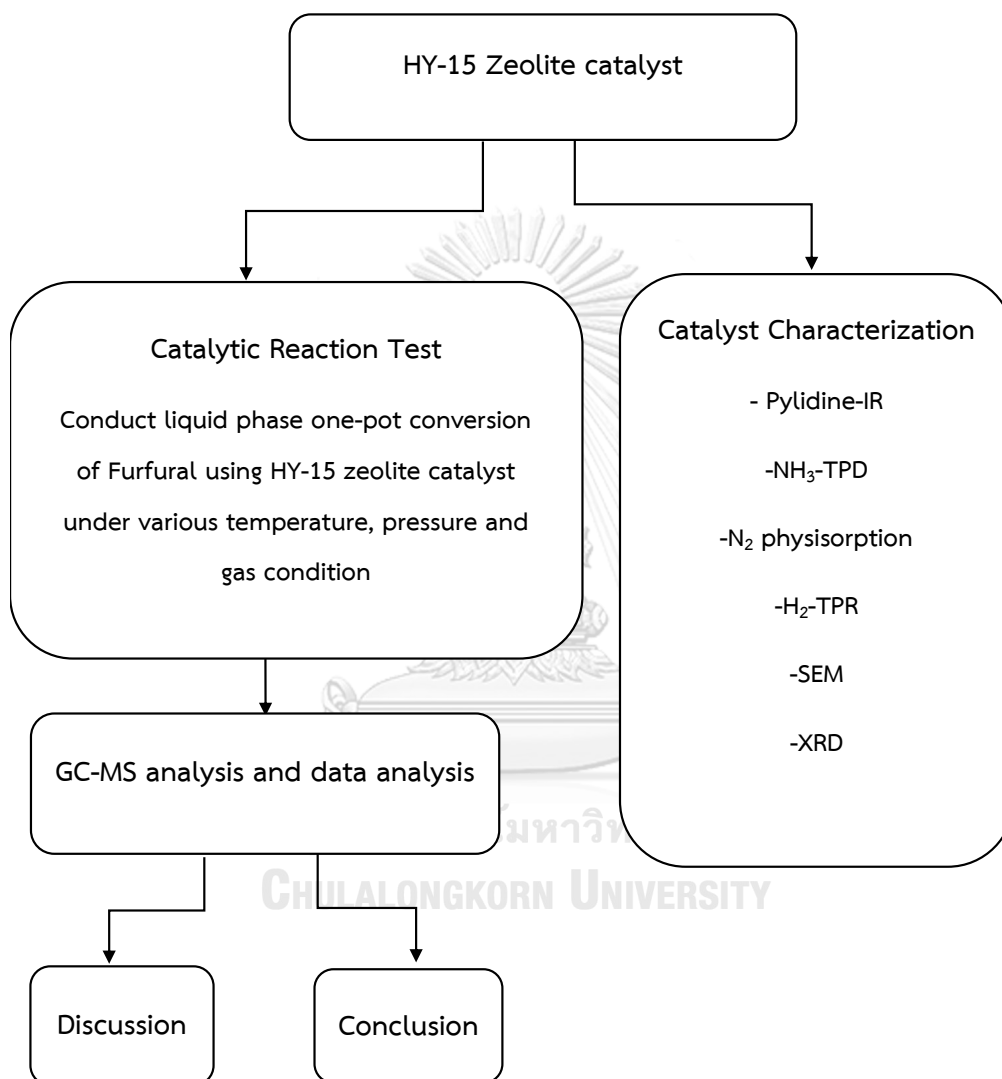 HY-15 Zeolite catalyst
Catalytic Reaction Test
Conduct liquid phase one-pot conversion
of Furfural using HY-15 zeolite catalyst
under various temperature, pressure and
gas condition
Catalyst Characterization
- Pylidine-IR
-NH₃-TPD
-N₂ physisorption
-H₂-TPR
-SEM
-XRD
GC-MS analysis and data analysis
CHULALONGKORN UNIVERSITY
Discussion
Conclusion